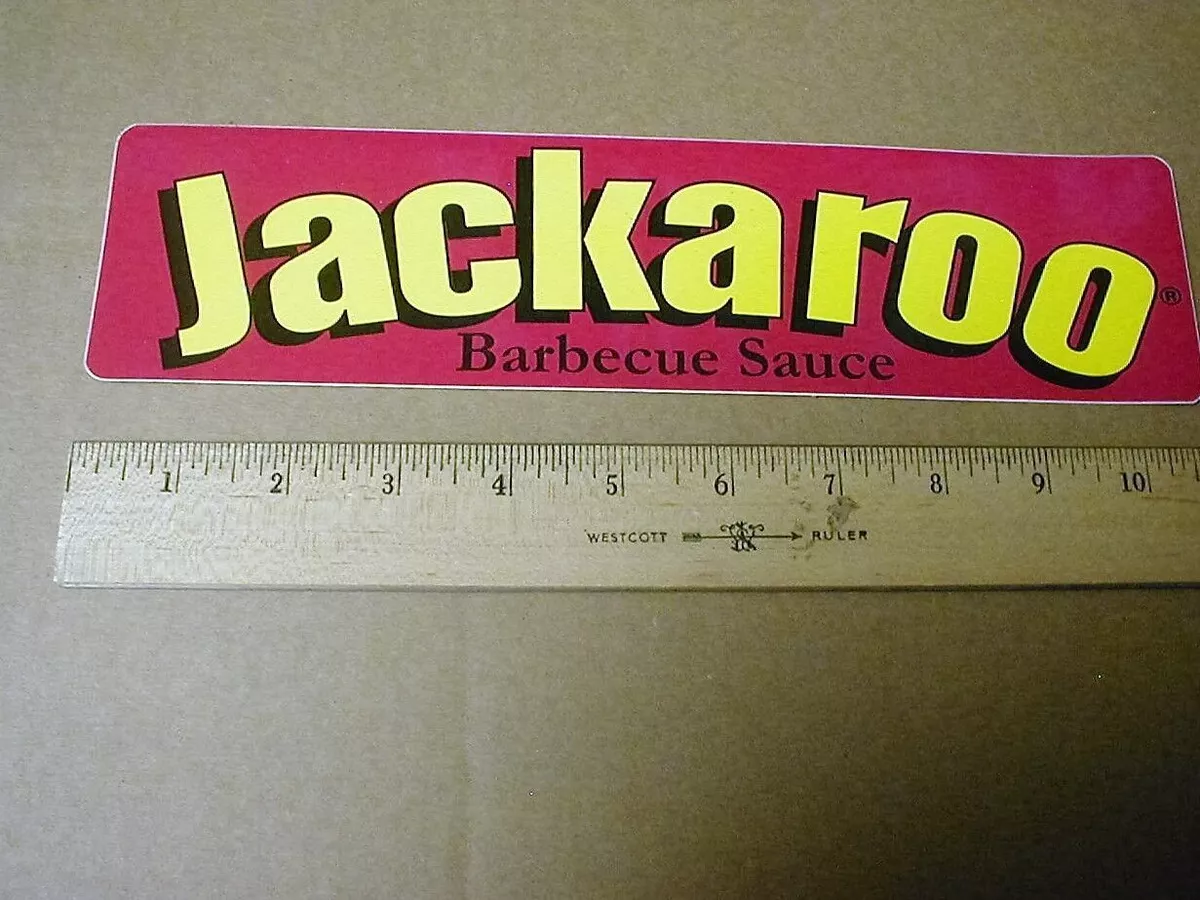 Jackaroo®
Barbecue Sauce
1 2 3 4 5 6 7 8 9 10
WESTCOTT RULER